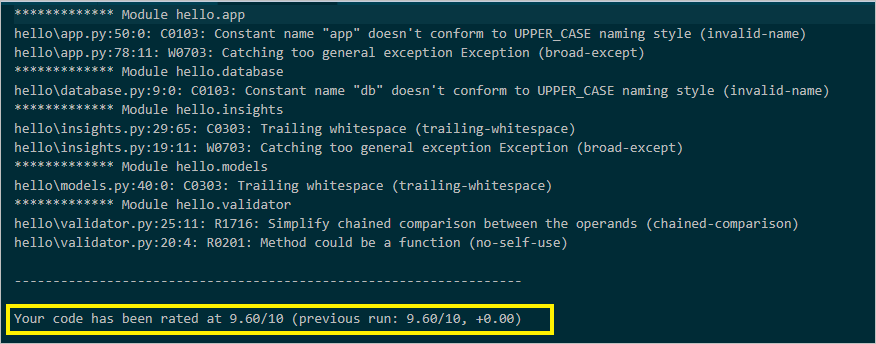 ************* Module hello.app
hello\app.py:50:0: C0103: Constant name "app" doesn't conform to UPPER_CASE naming style (invalid-name)
hello\app.py:78:11: W0703: Catching too general exception Exception (broad-except)
************* Module hello.database
hello\database.py:9:0: C0103: Constant name "db" doesn't conform to UPPER_CASE naming style (invalid-name)
************* Module hello.insights
hello\insights.py:29:65: C0303: Trailing whitespace (trailing-whitespace)
hello\insights.py:19:11: W0703: Catching too general exception Exception (broad-except)
************* Module hello.models
hello\models.py:40:0: C0303: Trailing whitespace (trailing-whitespace)
************* Module hello.validator
hello\validator.py:25:11: R1716: Simplify chained comparison between the operands (chained-comparison)
hello\validator.py:20:4: R0201: Method could be a function (no-self-use)
------------------------------------------------------------------
Your code has been rated at 9.60/10 (previous run: 9.60/10, +0.00)